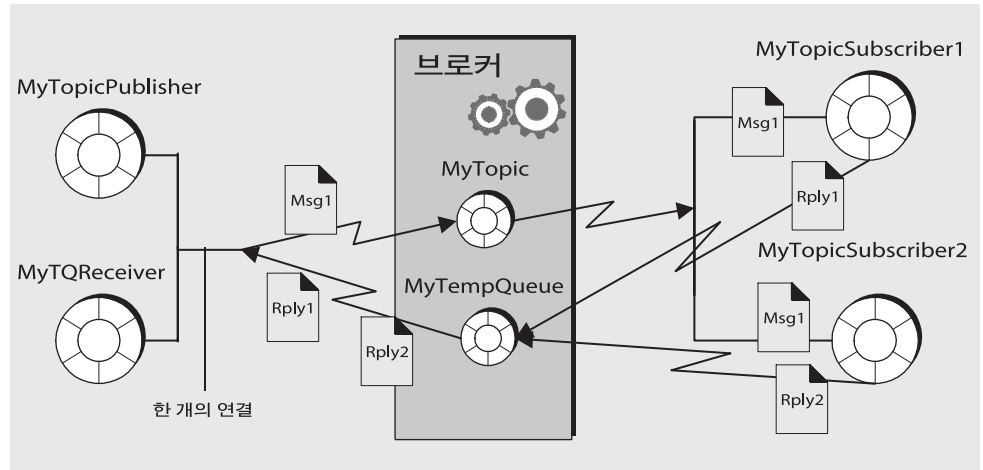 브로커
MyTopicSubscriber1
MyTopicPublisher
Msg1
MyTopic
Msg1
Rply1
MyTQReceiver
MyTempQueue
MyTopicSubscriber2
Rply1
Msg1
Rply2
Rply2
한 개의 연결